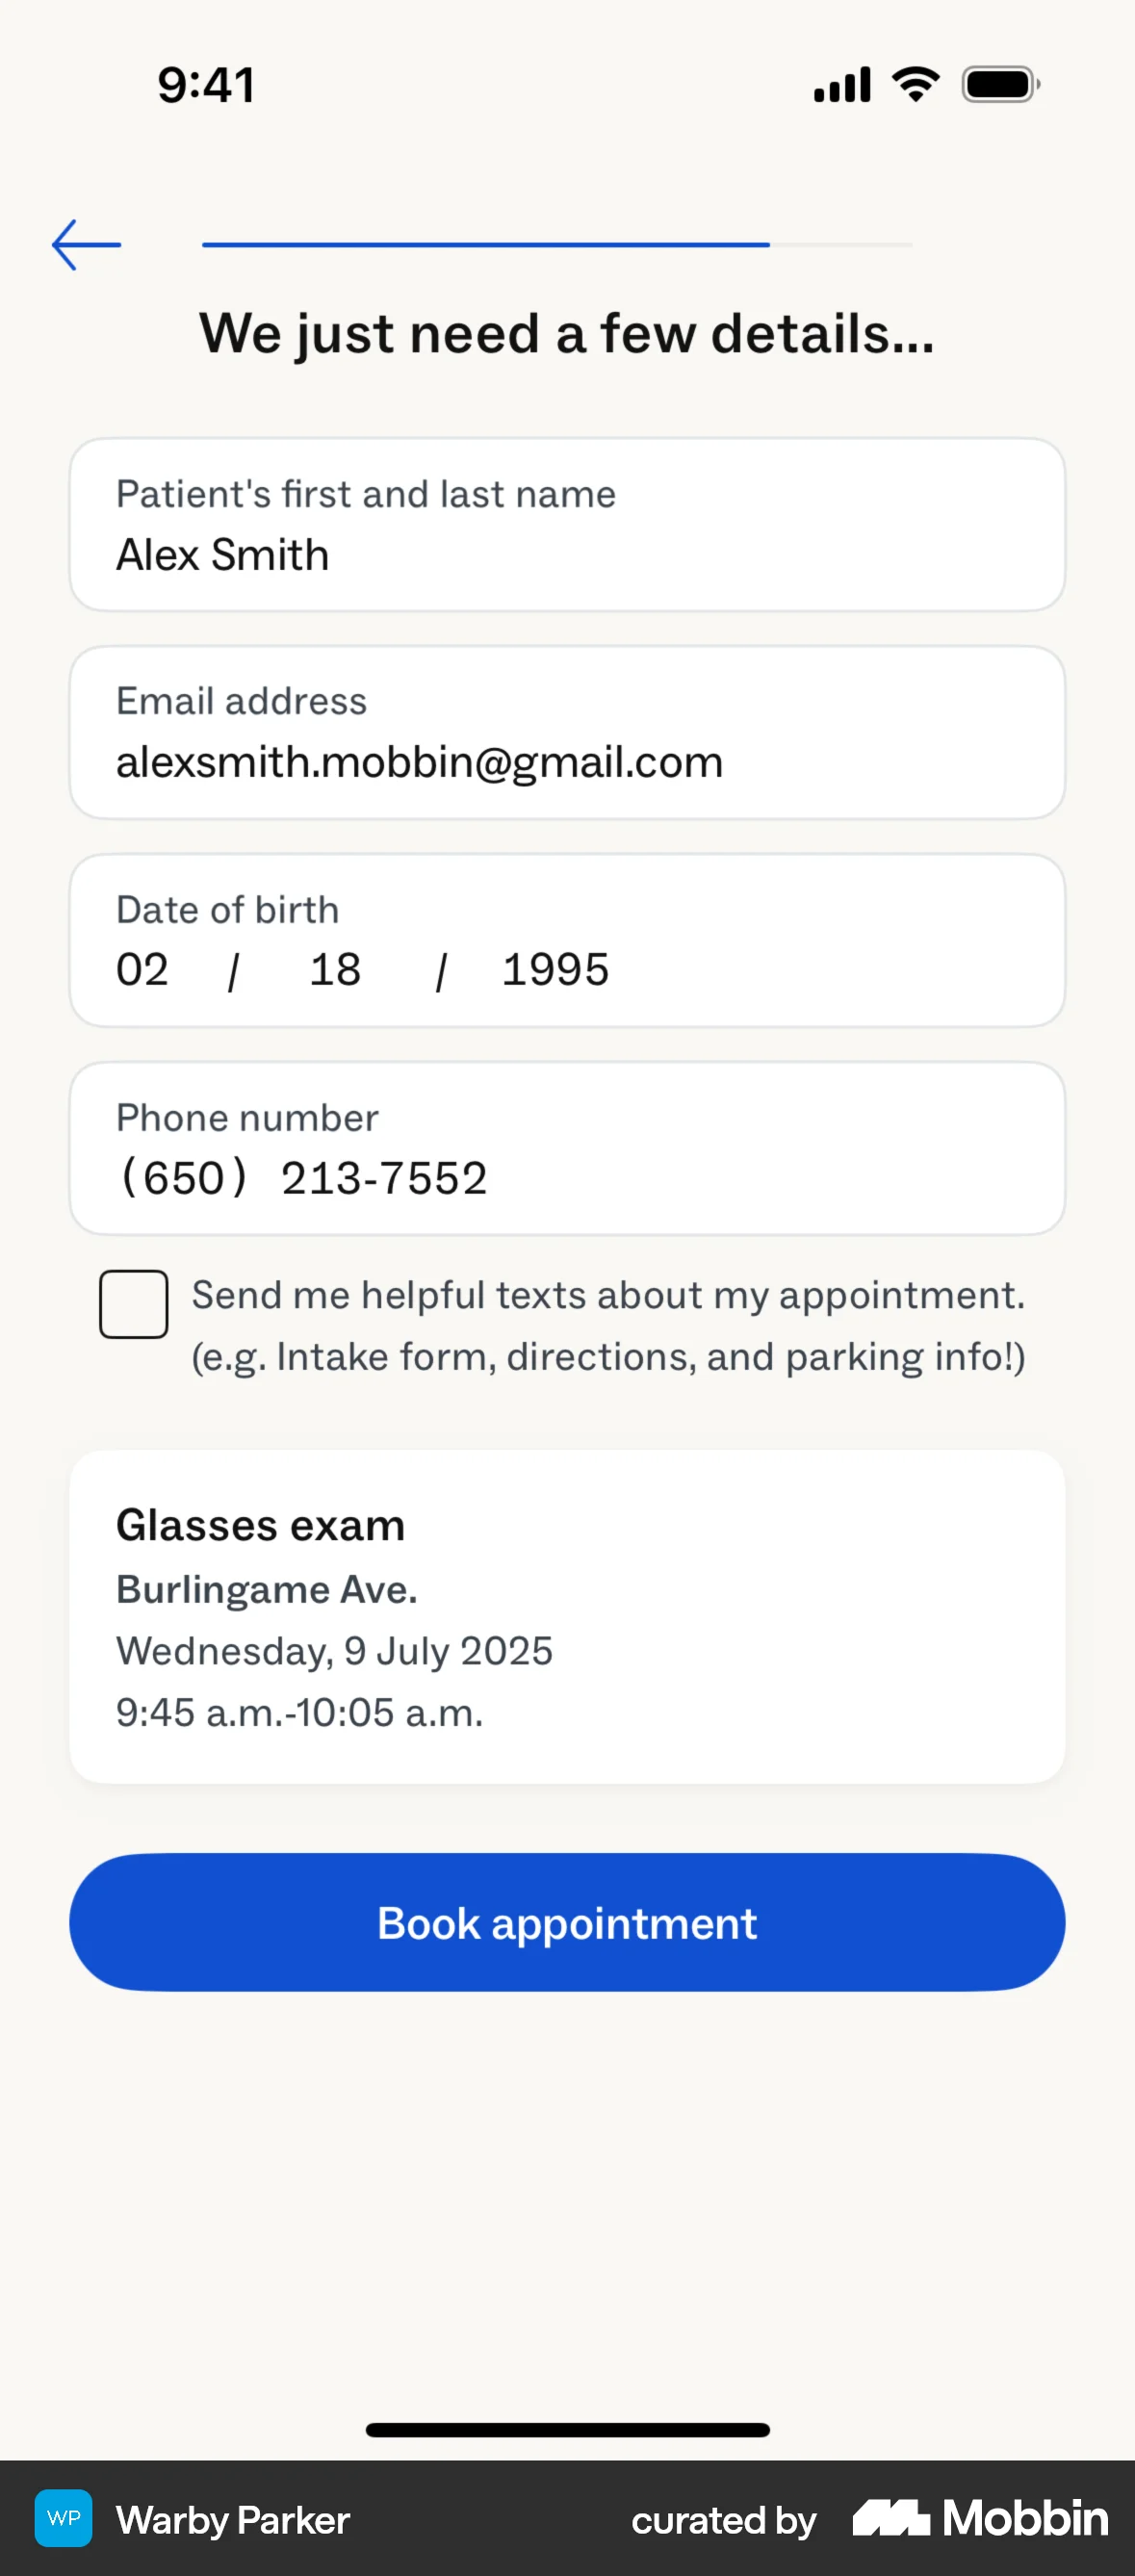 9:41
We just need a few details...
Patient's first and last name
Alex Smith
Email address
alexsmith.mobbin@gmail.com
Date of birth
02 / 18 / 1995
Phone number
(650) 213-7552
Send me helpful texts about my appointment.
(e.g. Intake form, directions, and parking info!)
Glasses exam
Burlingame Ave.
Wednesday, 9 July 2025
9:45 a.m.-10:05 a.m.
Book appointment
WP Warby Parker curated by Mobbin